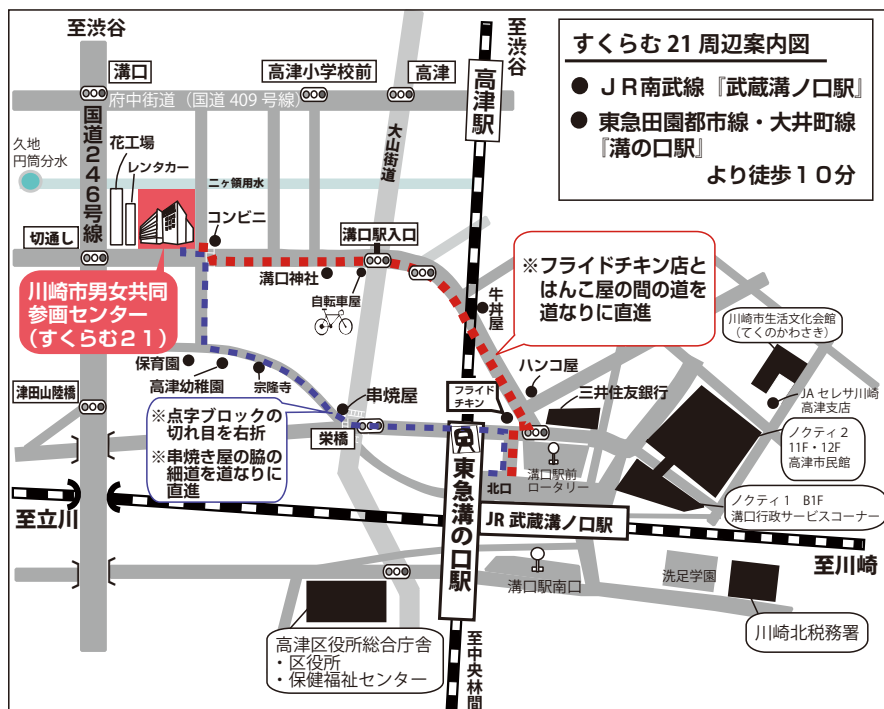 至渋谷
溝口
高津小学校前
高津
至渋谷
府中街道（国道 409 号線）
国道246号線
大山街道
高津駅
すくらむ 21 周辺案内図
● ＪＲ南武線『武蔵溝ノ口駅』
● 東急田園都市線・大井町線
『溝の口駅』
より徒歩１０分
久地
円筒分水
花工場
レンタカー
二ヶ領用水
コンビニ
切通し
溝口駅入口
溝口神社
自転車屋
川崎市男女共同
参画センター
(すくらむ２１)
※フライドチキン店と
はんこ屋の間の道を
道なりに直進
牛丼屋
川崎市生活文化会館
（てくのかわさき）
保育園
高津幼稚園
宗隆寺
串焼屋
フライド
チキン
ハンコ屋
三井住友銀行
JA セレサ川崎
高津支店
津田山陸橋
※点字ブロックの
切れ目を右折
※串焼き屋の脇の
細道を道なりに
直進
栄橋
溝口駅前
ロータリー
北口
ノクティ２
11F・12F
高津市民館
ノクティ１ B1F
溝口行政サービスコーナー
東急溝の口駅
JR 武蔵溝ノ口駅
至立川
至川崎
溝口駅南口
洗足学園
川崎北税務署
高津区役所総合庁舎
・区役所
・保健福祉センター
至中央林間